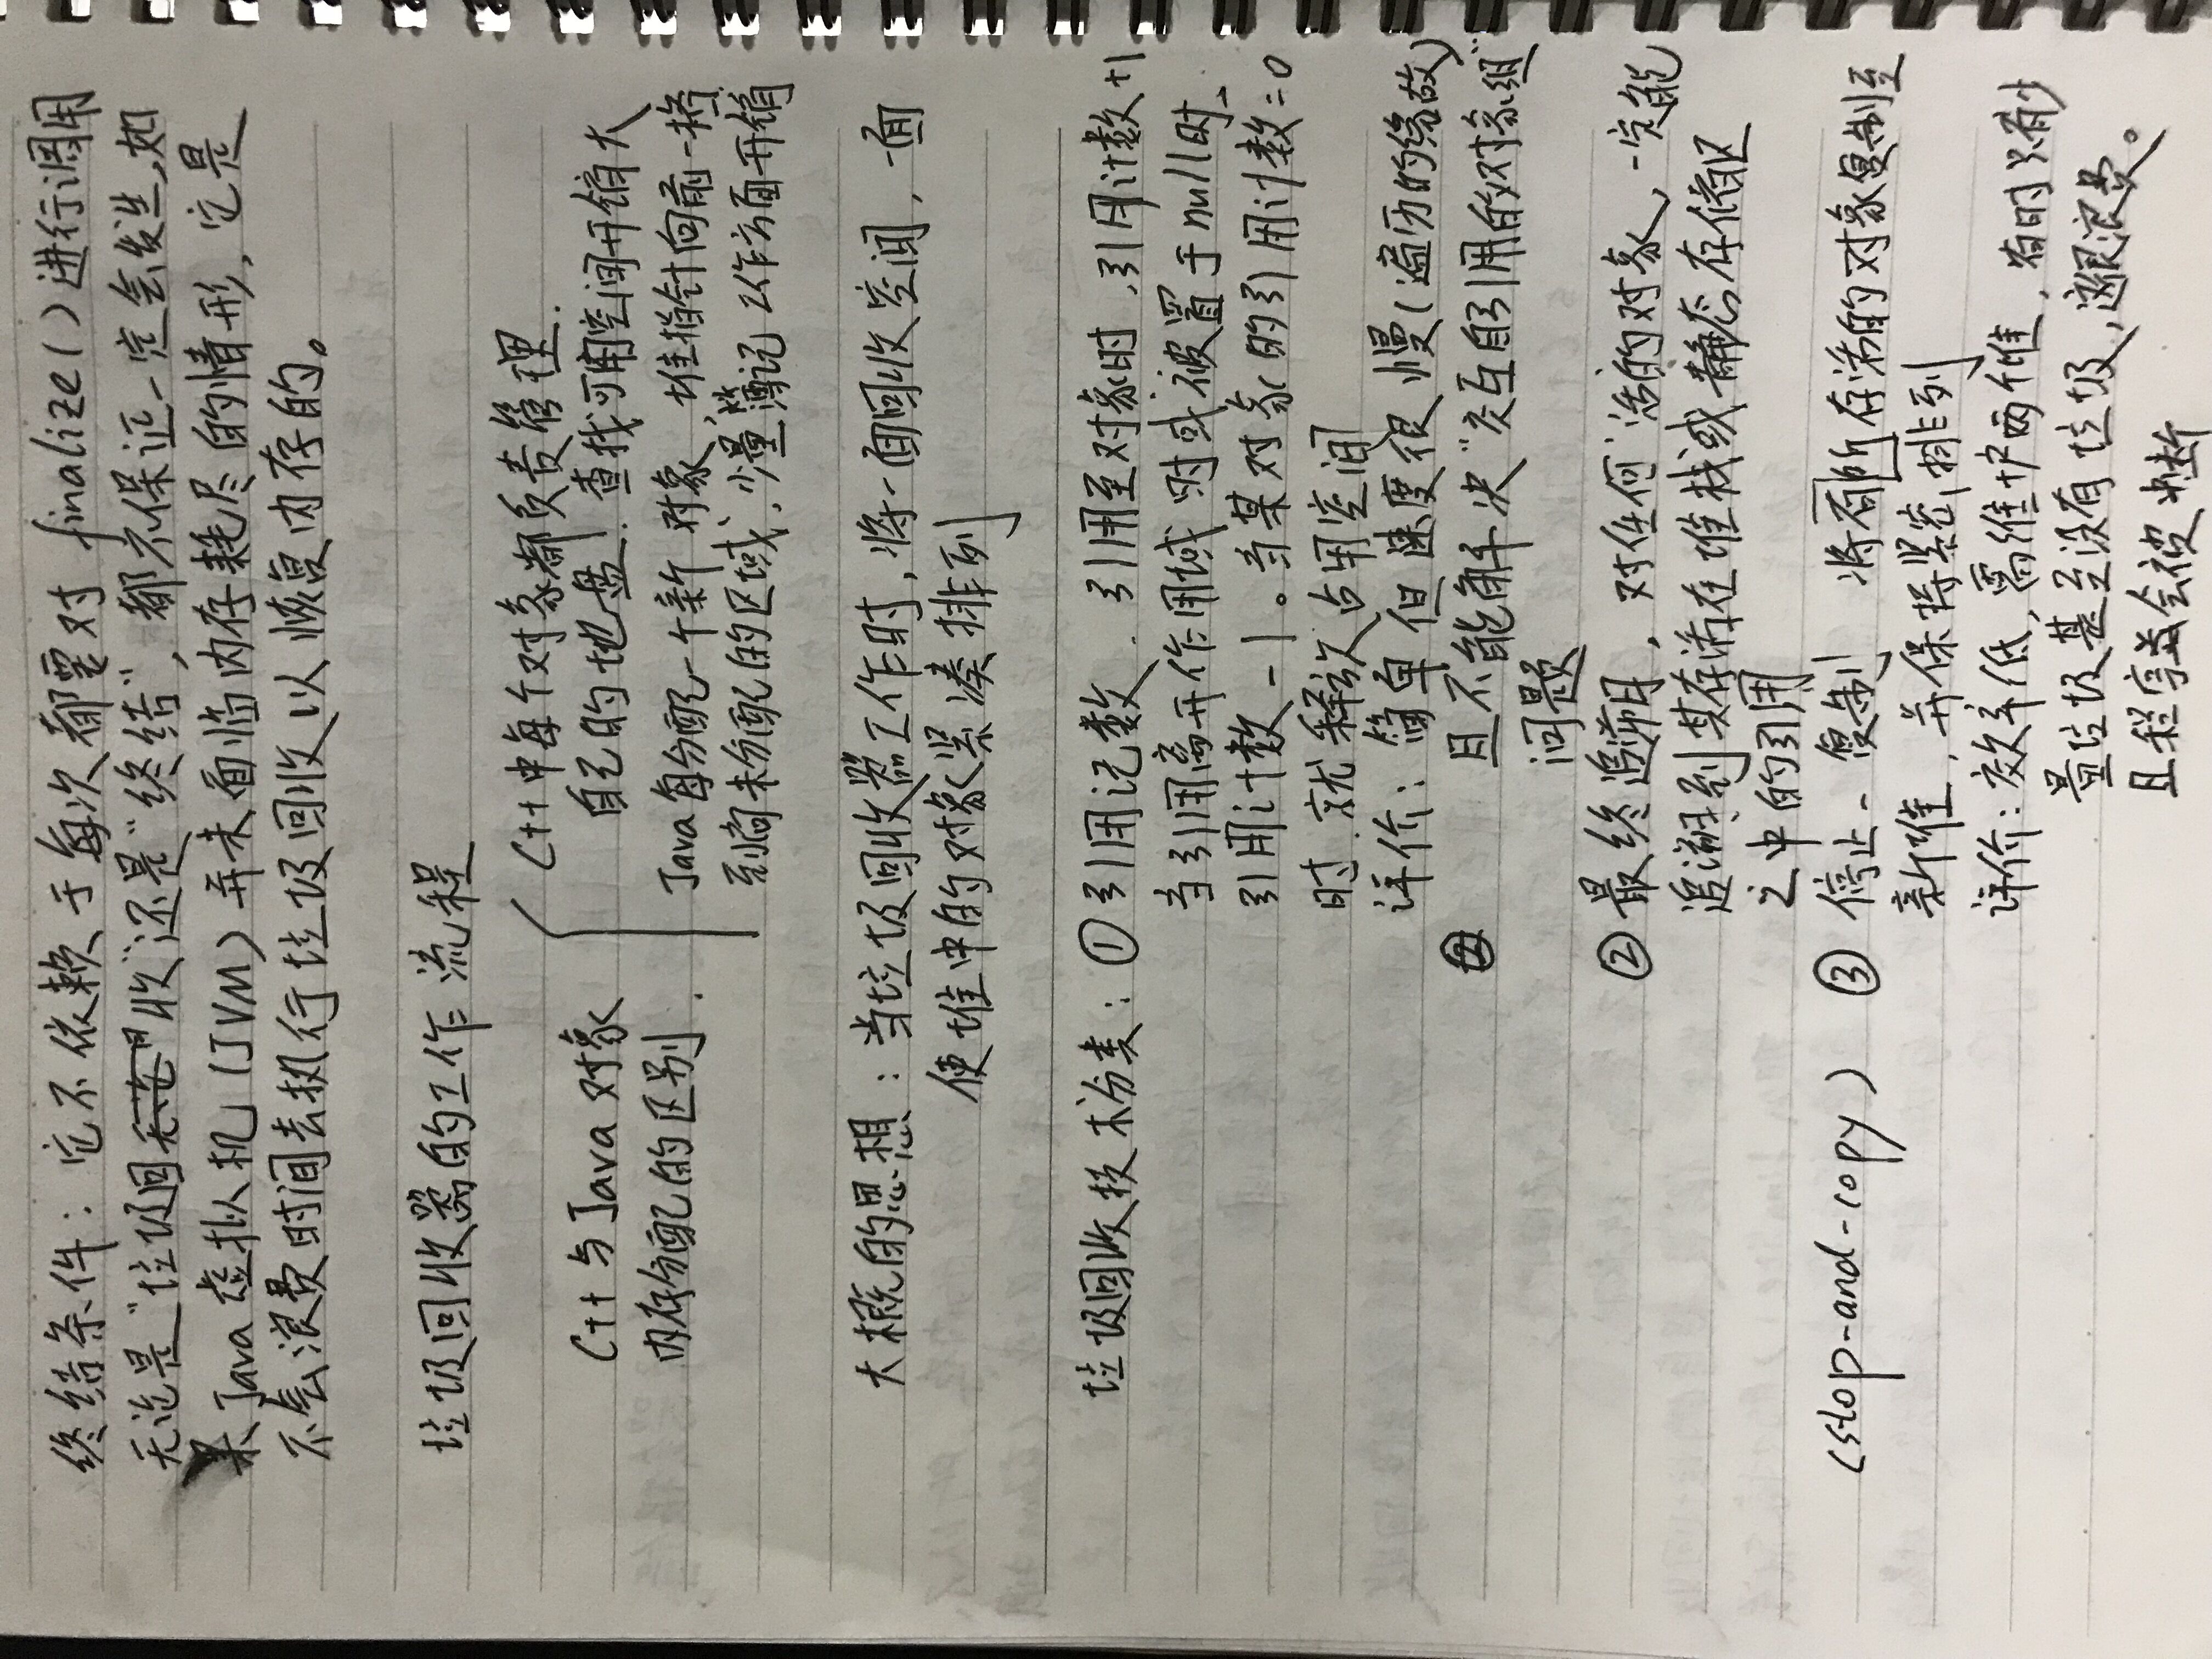 终结条件：它不依赖于每次都要对 finalize()进行调用
无论是"垃圾回收"还是"终结"，都不保证一定会发生，如
果Java虚拟机（JVM）并未面临内存耗尽的情形，它是
不会浪费时间去执行垃圾回收以恢复内存的。
垃圾回收器的工作流程
C++与Java对象
内存分配的区别.
C++中每个对象都负责管理.
自己的地盘. 查找可用空间开销大
Java每分配一个新对象，堆指针向前一格
到尚未分配的区域，少量簿记工作方面开销
大概的思想：当垃圾回收器工作时，将一面回收空间，一面
使堆中的对象紧凑排列
垃圾回收技术分类：①引用记数. 引用至对象时，引用计数+1
当引用离开作用域时或被置于null时、
引用计数-1。当某对象的引用计数=0
时.就释放占用空间
评价：简单但速度很慢（遍历的缘故）
且不能解决"交互自引用的对象组"
问题
②最终追溯，对任何活的对象，一定能
追溯到其存活在堆栈或静态存储区
之中的引用
(stop-and-copy) ③ 停止-复制 将所有存活的对象复制至
新堆，并保持紧密排列
评价：效率低，需维护两个堆，有时只有少
量垃圾甚至没有垃圾，这很浪费。
且程序会被中断